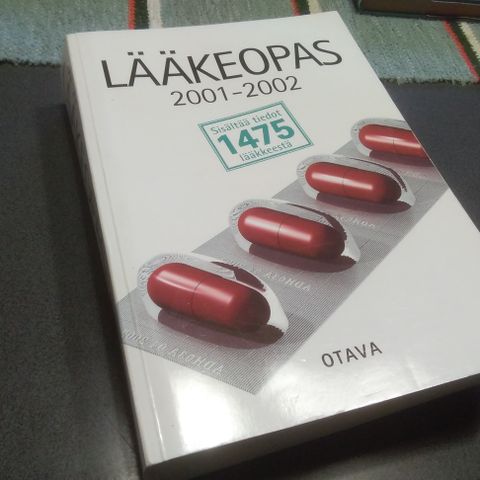 LÄÄKEOPAS
2001-2002
Sisältää tiedot
1475
lääkkeestä
OTAVA